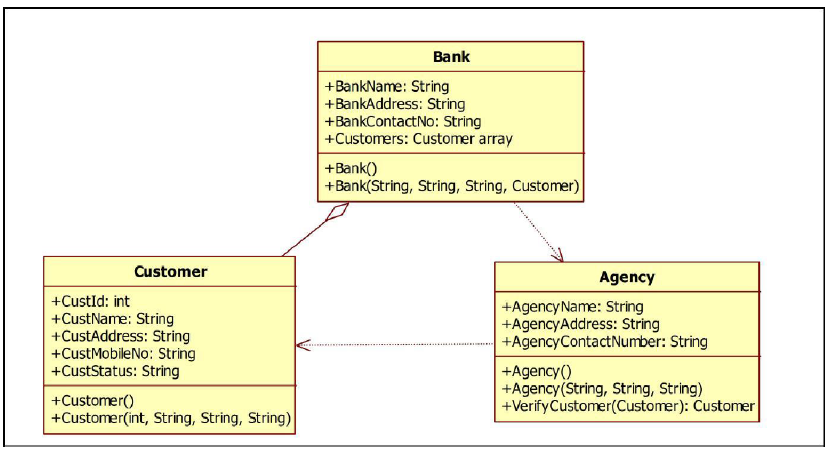 Bank
+BankName: String
+BankAddress: String
+BankContactNo: String
+Customers: Customer array
+Bank()
+Bank(String, String, String, Customer)
Customer
+CustId: int
+CustName: String
+CustAddress: String
+CustMobileNo: String
+CustStatus: String
+Customer()
+Customer(int, String, String, String)
Agency
+AgencyName: String
+AgencyAddress: String
+AgencyContactNumber: String
+Agency()
+Agency(String, String, String)
+VerifyCustomer(Customer): Customer